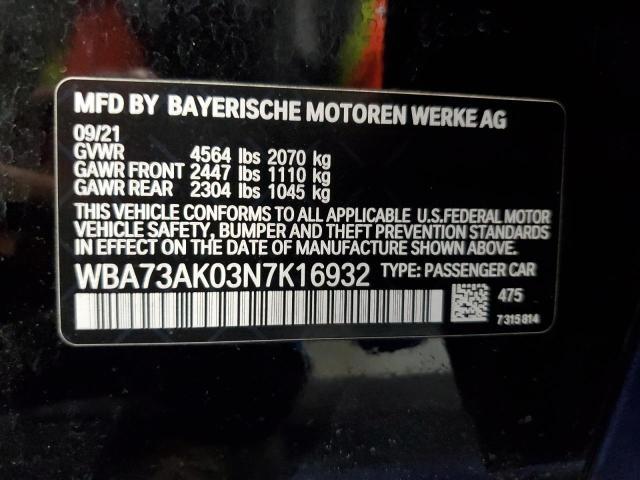 MFD BY BAYERISCHE MOTOREN WERKE AG
09/21
GVWR 4564 lbs 2070 kg
GAWR FRONT 2447 lbs 1110 kg
GAWR REAR 2304 lbs 1045 kg
THIS VEHICLE CONFORMS TO ALL APPLICABLE U.S.FEDERAL MOTOR
VEHICLE SAFETY, BUMPER AND THEFT PREVENTION STANDARDS
IN EFFECT ON THE DATE OF MANUFACTURE SHOWN ABOVE.
WBA73AK03N7K16932 TYPE: PASSENGER CAR
475
7315814